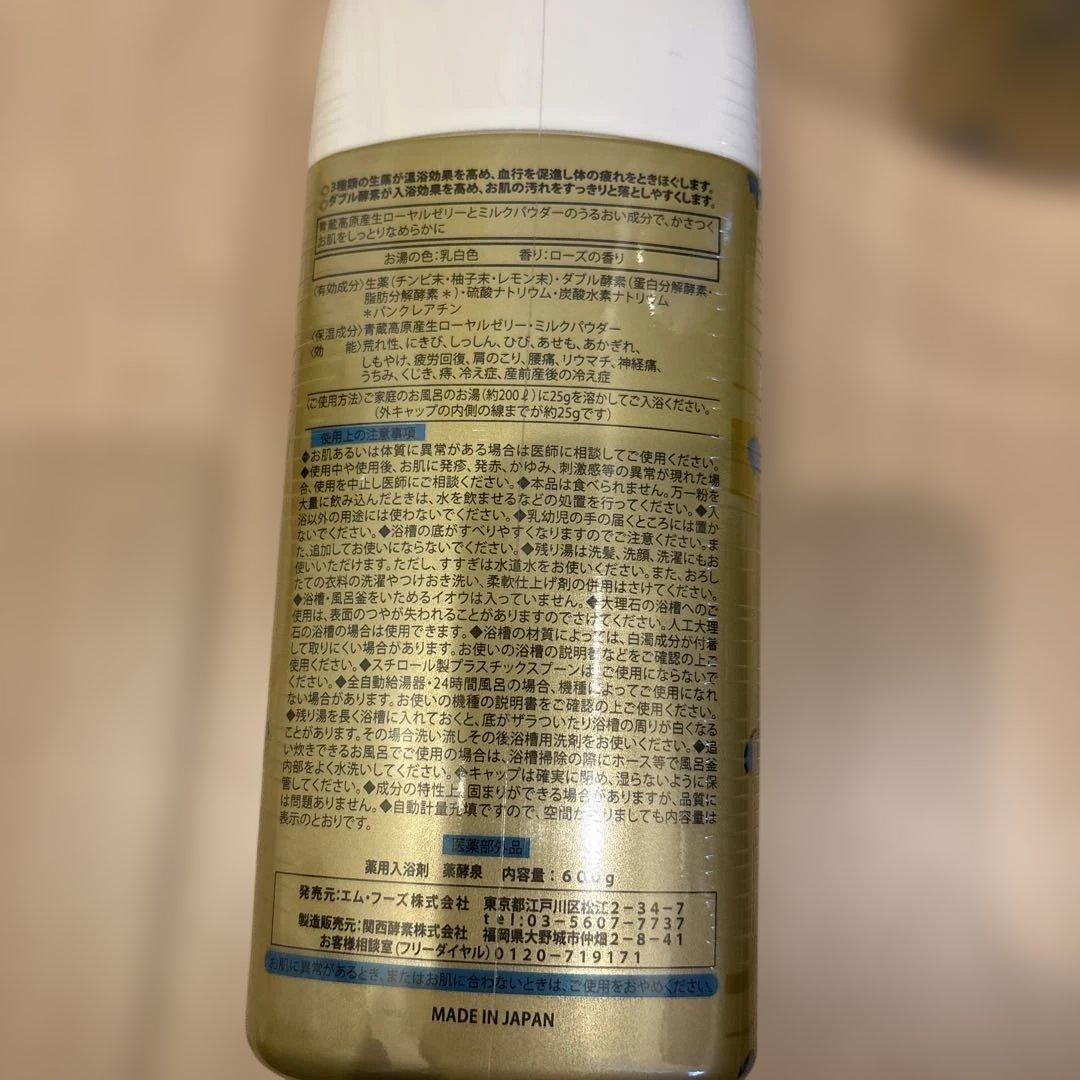 ◇3種類の生薬が温浴効果を高め、血行を促進し体の疲れをときほぐします。
◇ダブル酵素が入浴効果を高め、お肌の汚れをすっきりと落としやすくします。
青蔵高原産生ローヤルゼリーとミルクパウダーのうるおい成分で、かさつく
お肌をしっとりなめらかに
お湯の色：乳白色　香り：ローズの香り
〈有効成分〉生薬（チンピ末・柚子末・レモン末）・ダブル酵素（蛋白分解酵素・
脂肪分解酵素＊）・硫酸ナトリウム・炭酸水素ナトリウム
＊パンクレアチン
〈保湿成分〉青蔵高原産生ローヤルゼリー・ミルクパウダー
〈効　能〉荒れ性、にきび、しっしん、ひび、あせも、あかぎれ、
しもやけ、疲労回復、肩のこり、腰痛、リウマチ、神経痛、
うちみ、くじき、痔、冷え症、産前産後の冷え症
〈ご使用方法〉ご家庭のお風呂のお湯（約200ℓ）に25gを溶かしてご入浴ください。
（外キャップの内側の線までが約25gです）
使用上の注意事項
◆お肌あるいは体質に異常がある場合は医師に相談してご使用ください。
◆使用中や使用後、お肌に発疹、発赤、かゆみ、刺激感等の異常が現れた場
合、使用を中止し医師にご相談ください。◆本品は食べられません。万一粉を
大量に飲み込んだときは、水を飲ませるなどの処置を行ってください。◆入
浴以外の用途には使わないでください。◆乳幼児の手の届くところには置か
ないでください。◆浴槽の底がすべりやすくなりますのでご注意ください。ま
た、追加してお使いにならないでください。◆残り湯は洗髪、洗顔、洗濯にもお
使いいただけます。ただし、すすぎは水道水をお使いください。また、おろし
たての衣料の洗濯やつけおき洗い、柔軟仕上げ剤の併用はさけてください。
◆浴槽・風呂釜をいためるイオウは入っていません。◆大理石の浴槽へのご
使用は、表面のつやが失われることがありますのでさけてください。人工大理
石の浴槽の場合は使用できます。◆浴槽の材質によっては、白濁成分が付着
して取りにくい場合があります。お使いの浴槽の説明書などをご確認の上ご
使用ください。◆スチロール製プラスチックスプーンは、ご使用にならないで
ください。◆全自動給湯器・24時間風呂の場合、機種によってご使用になれ
ない場合があります。お使いの機種の説明書をご確認の上ご使用ください。
◆残り湯を長く浴槽に入れておくと、底がザラついたり浴槽の周りが白くなる
ことがあります。その場合洗い流しその後浴槽用洗剤をお使いください。◆追
い炊きできるお風呂でご使用の場合は、浴槽掃除の際にホース等で風呂釜
内部をよく水洗いしてください。◆キャップは確実に閉め、湿らないように保
管してください。◆成分の特性上、固まりができる場合がありますが、品質に
は問題ありません。◆自動計量充填ですので、空間がありましても内容量は
表示のとおりです。
医薬部外品
薬用入浴剤　薬酵泉　内容量：600g
発売元：エム・フーズ株式会社　東京都江戸川区松江2-34-7
tel:03-5607-7737
製造販売元：関西酵素株式会社　福岡県大野城市仲畑2-8-41
お客様相談室（フリーダイヤル）0120-719171
お肌に異常があるとき、またはお肌に合わないときは、ご使用をおやめください。
MADE IN JAPAN